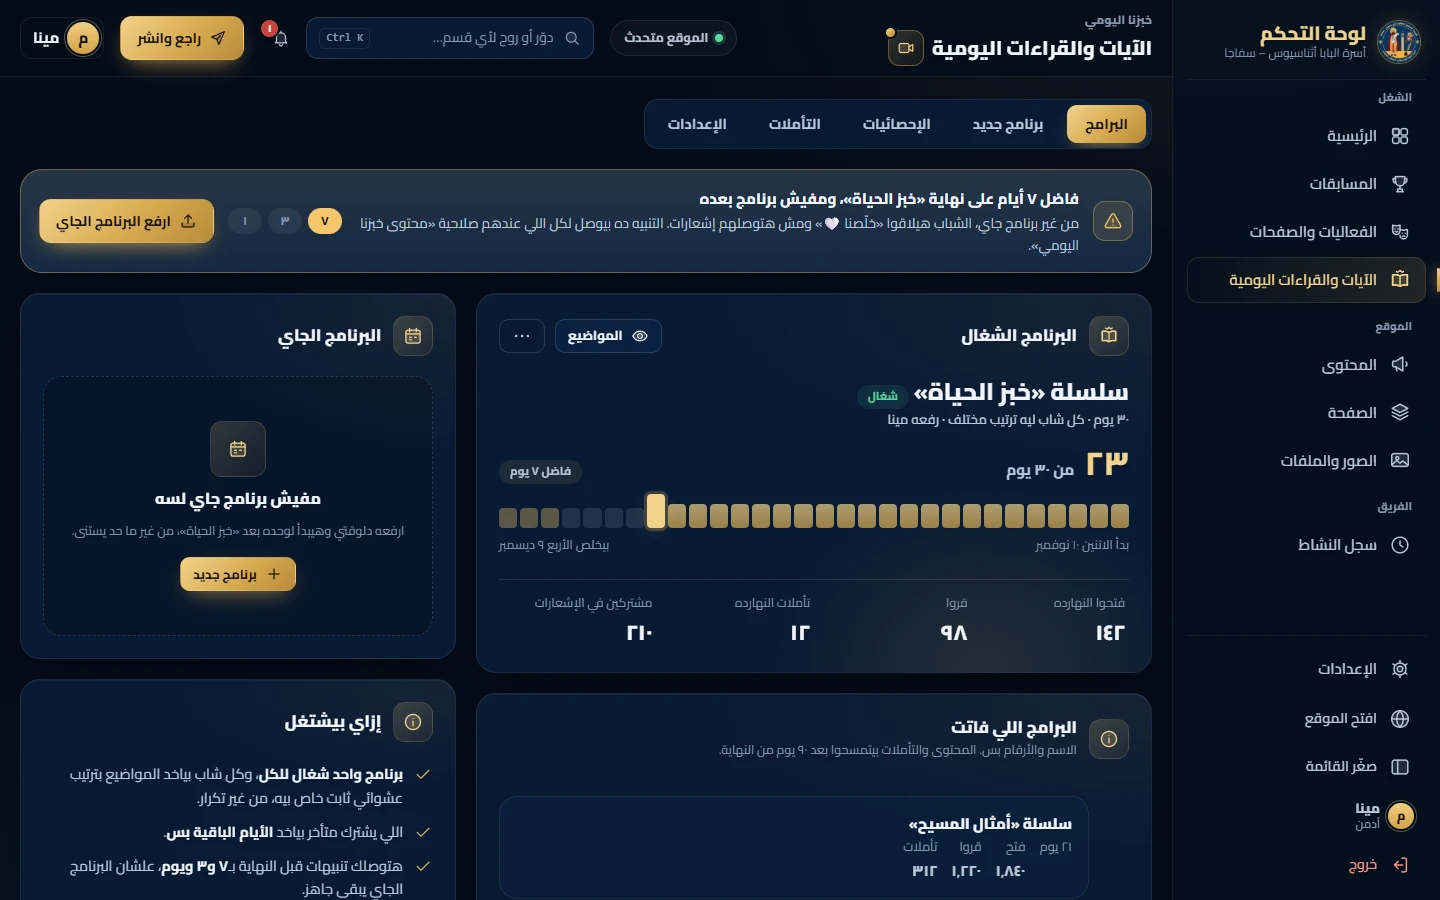 لوحة التحكم
أسرة البابا أثناسيوس – سفاجا
الشغل
الرئيسية
المسابقات
الفعاليات والصفحات
الآيات والقراءات اليومية
الموقع
المحتوى
الصفحة
الصور والملفات
الفريق
سجل النشاط
الإعدادات
افتح الموقع
صغّر القائمة
م
مينا
أدمن
خروج
خبزنا اليومي
الآيات والقراءات اليومية
الموقع متحدث
دوّر أو روح لأي قسم...
Ctrl K
١
راجع وانشر
م
مينا
البرامج
برنامج جديد
الإحصائيات
التأملات
الإعدادات
فاضل ٧ أيام على نهاية «خبز الحياة»، ومفيش برنامج بعده
من غير برنامج جاي، الشباب هيلاقوا «خلّصنا 🤍» ومش هتوصلهم إشعارات. التنبيه ده بيوصل لكل اللي عندهم صلاحية «محتوى خبزنا
اليومي».
٧
٣
١
ارفع البرنامج الجاي
البرنامج الشغال
المواضيع
...
سلسلة «خبز الحياة» شغال
٣٠ يوم · كل شاب ليه ترتيب مختلف · رفعه مينا
٢٣ من ٣٠ يوم
فاضل ٧ يوم
بدأ الاتنين ١٠ نوفمبر
بيخلص الأربع ٩ ديسمبر
فتحوا النهارده
قروا
تأملات النهارده
مشتركين في الإشعارات
١٤٢
٩٨
١٢
٢١٠
البرنامج الجاي
مفيش برنامج جاي لسه
ارفعه دلوقتي وهيبدأ لوحده بعد «خبز الحياة»، من غير ما حد يستنى.
برنامج جديد
البرامج اللي فاتت
الاسم والأرقام بس. المحتوى والتأملات بيتمسحوا بعد ٩٠ يوم من النهاية.
سلسلة «أمثال المسيح»
٢١ يوم
فتح
قروا
تأملات
١,٨٤٠
١,٢٢٠
٣١٢
إزاي بيشتغل
برنامج واحد شغال للكل، وكل شاب بياخد المواضيع بترتيب
عشوائي ثابت خاص بيه، من غير تكرار.
اللي يشترك متأخر بياخد الأيام الباقية بس.
هتوصلك تنبيهات قبل النهاية بـ٧ و٣ ويوم، علشان البرنامج
الجاي يبقى جاهز.